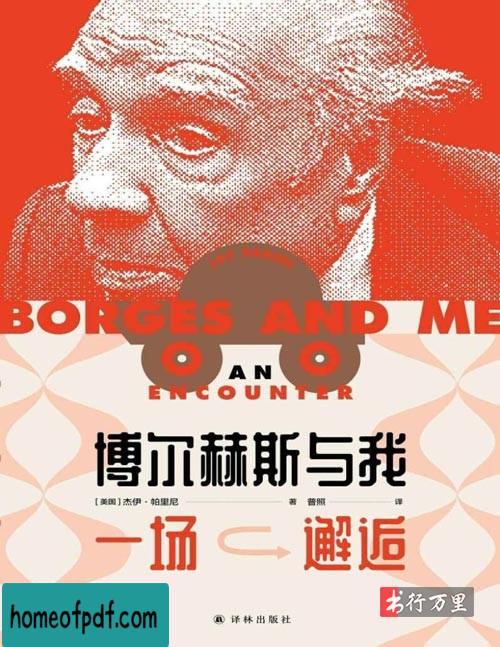 JAY PARINI
BORGES AND ME
AN
ENCOUNTER
博尔赫斯与我
[美国] 杰伊·帕里尼 著 普照 译
一场 邂逅
书行万里
homeofpdf.com
译林出版社